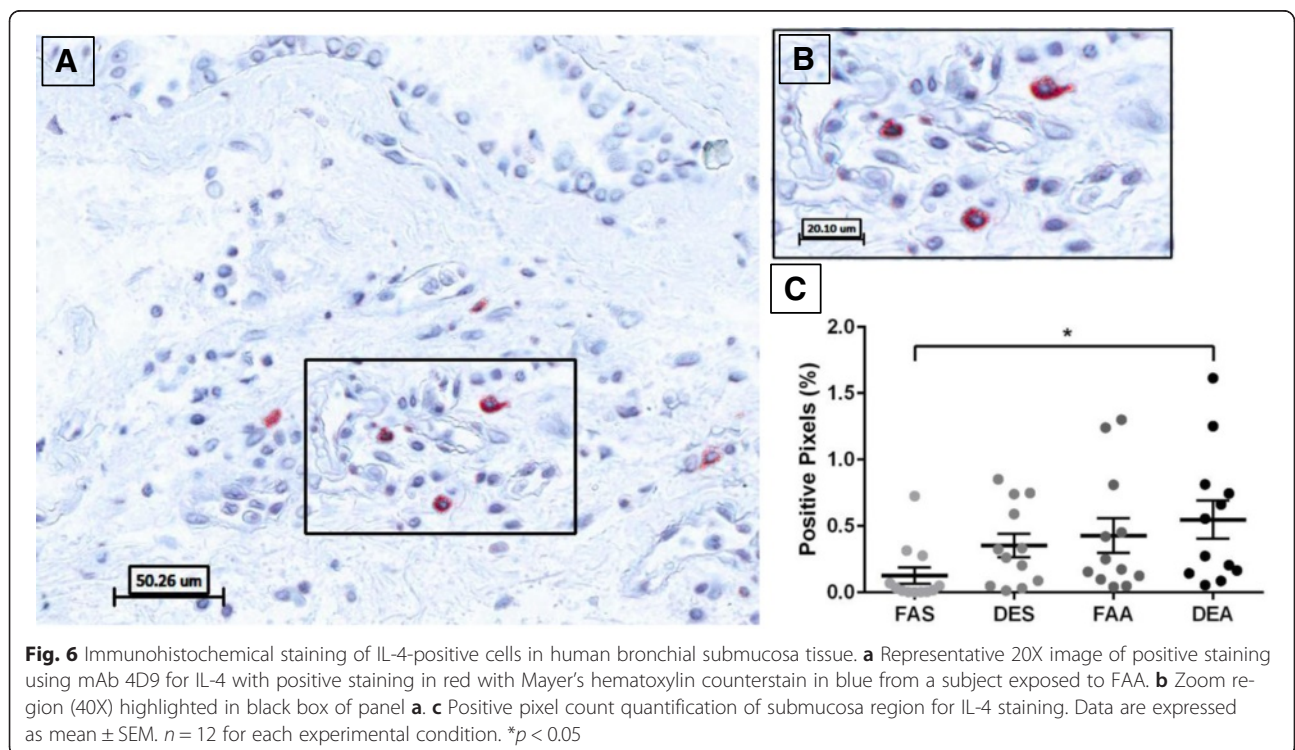 A
50.26 um
B
20.10 um
C
Positive Pixels (%)
2.0
1.5
1.0
0.5
0.0
*
FAS DES FAA DEA
Fig. 6 Immunohistochemical staining of IL-4-positive cells in human bronchial submucosa tissue. a Representative 20X image of positive staining
using mAb 4D9 for IL-4 with positive staining in red with Mayer's hematoxylin counterstain in blue from a subject exposed to FAA. b Zoom re-
gion (40X) highlighted in black box of panel a. c Positive pixel count quantification of submucosa region for IL-4 staining. Data are expressed
as mean ± SEM. n = 12 for each experimental condition. *p < 0.05